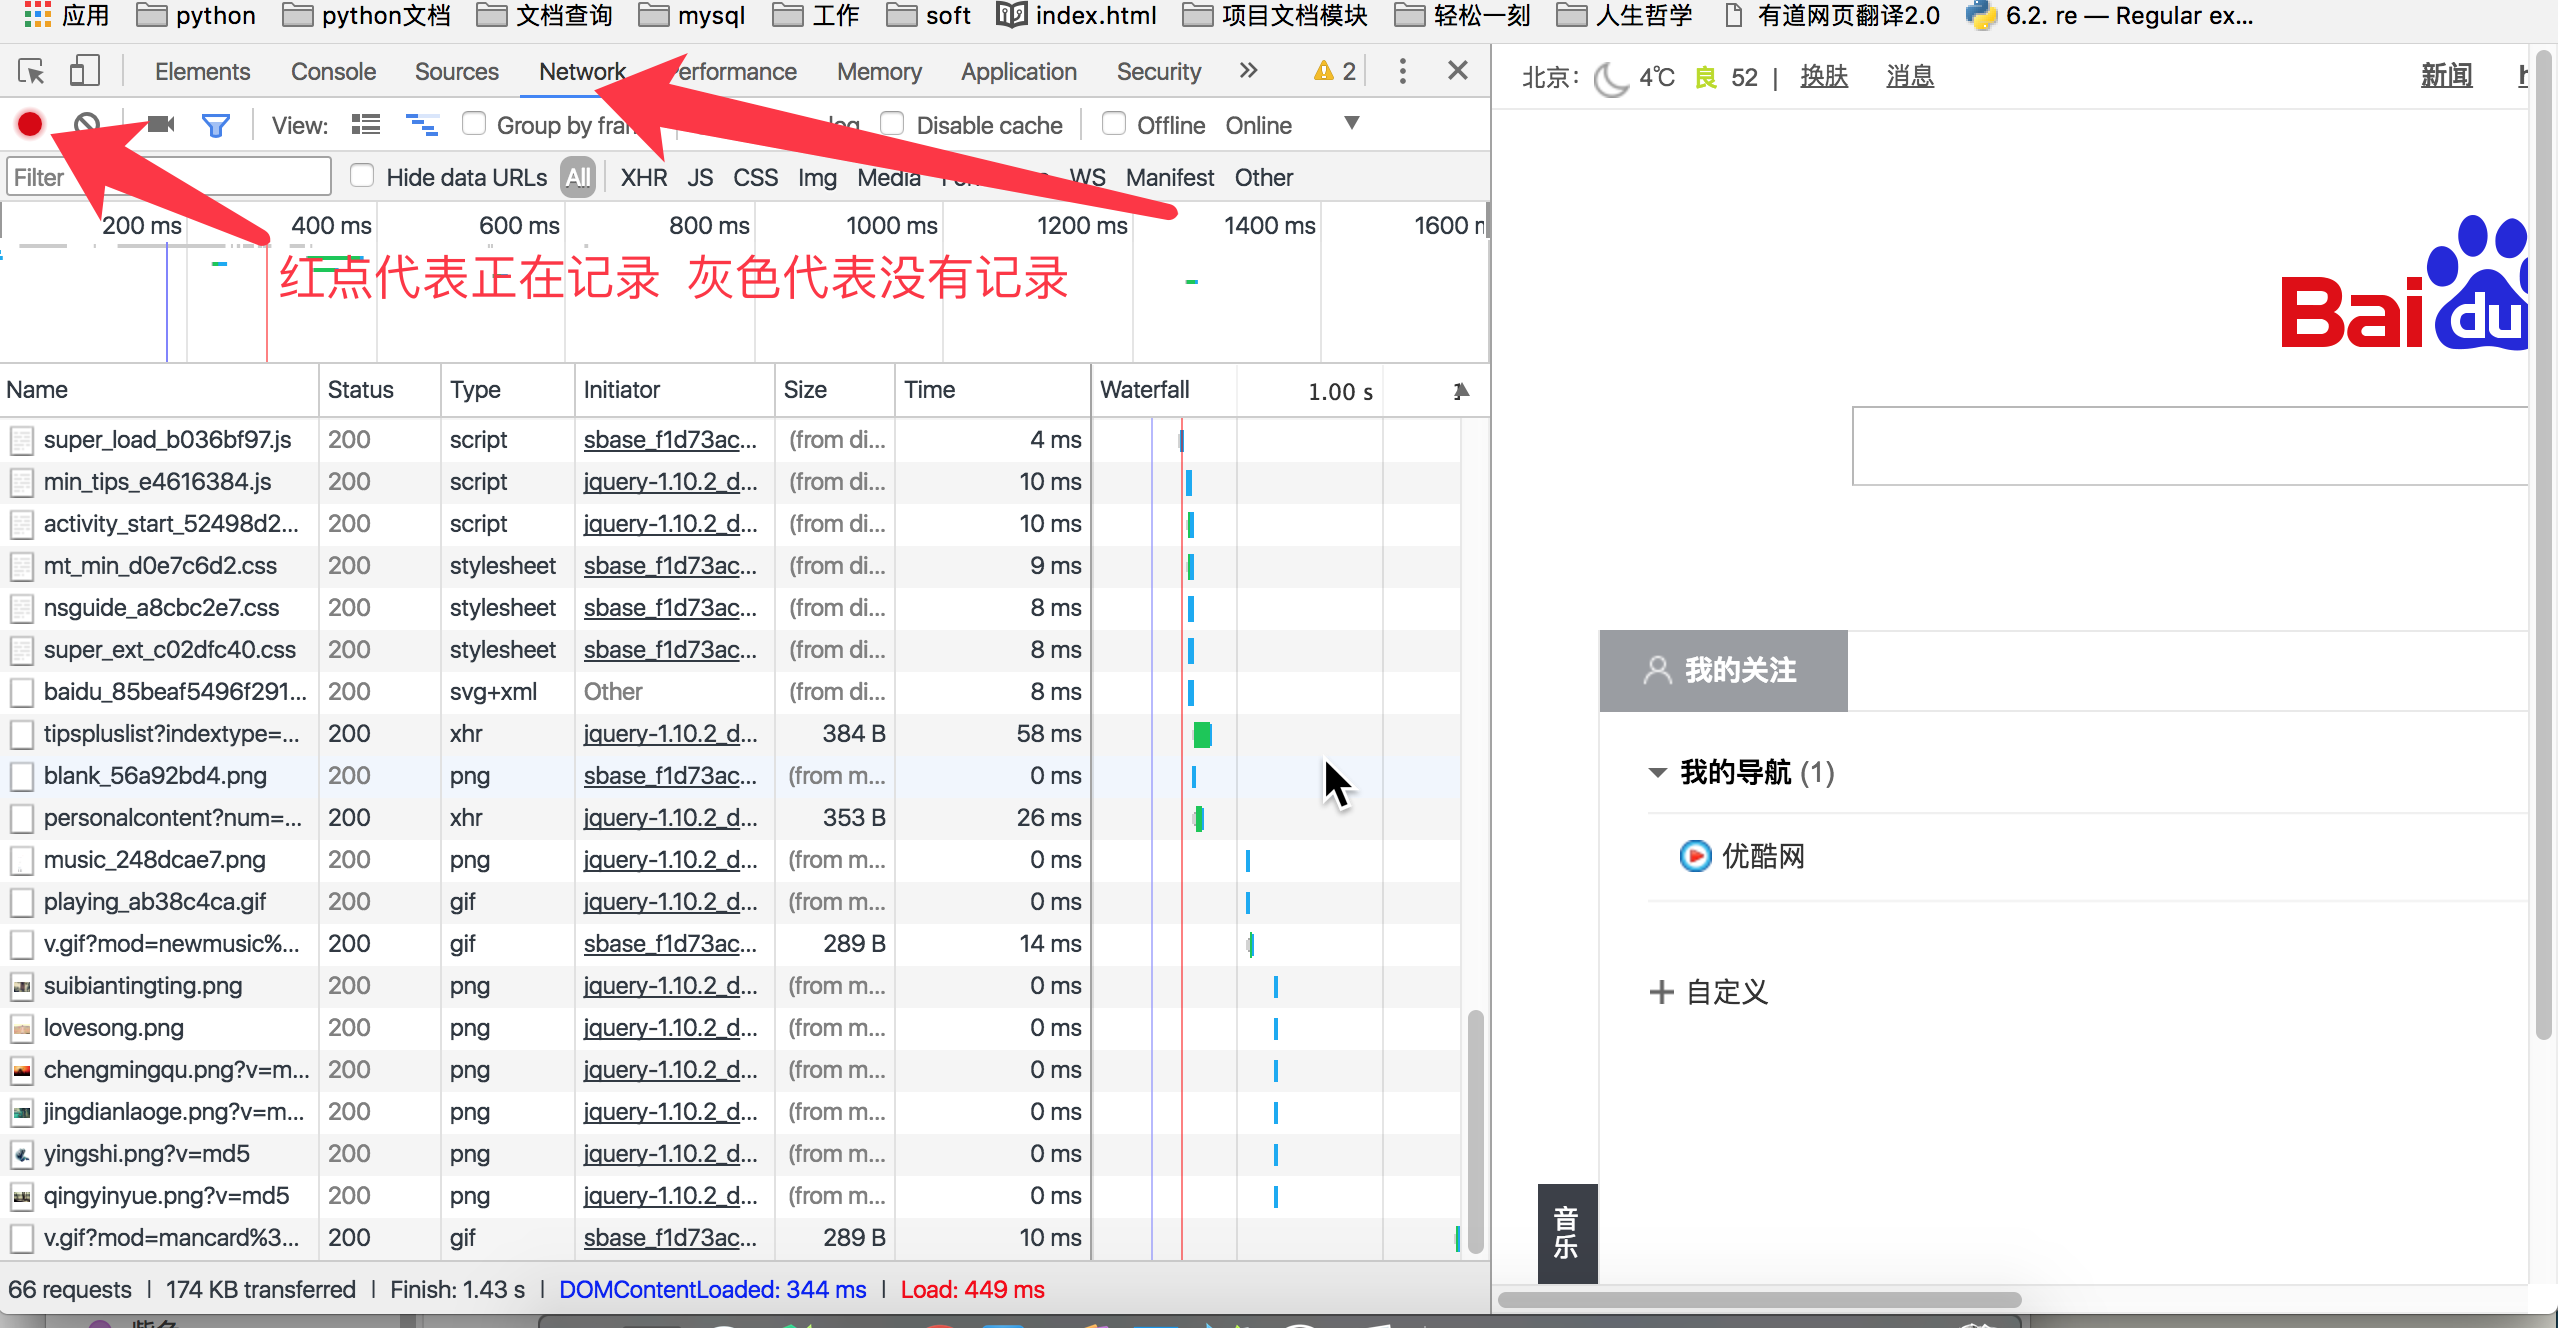 应用 python python文档 文档查询 mysql 工作 soft index.html 项目文档模块 轻松一刻 人生哲学 有道网页翻译2.0 6.2. re — Regular ex...
Elements Console Sources Network erformance Memory Application Security » 2
View: Group by fra Disable cache Offline Online
Filter Hide data URLs All XHR JS CSS Img Media WS Manifest Other
200 ms 400 ms 600 ms 800 ms 1000 ms 1200 ms 1400 ms 1600
红点代表正在记录 灰色代表没有记录
Name Status Type Initiator Size Time Waterfall 1.00 s
super_load_b036bf97.js 200 script sbase_f1d73ac... (from di... 4 ms
min_tips_e4616384.js 200 script jquery-1.10.2_d... (from di... 10 ms
activity_start_52498d2... 200 script jquery-1.10.2_d... (from di... 10 ms
mt_min_d0e7c6d2.css 200 stylesheet sbase_f1d73ac... (from di... 9 ms
nsguide_a8cbc2e7.css 200 stylesheet sbase_f1d73ac... (from di... 8 ms
super_ext_c02dfc40.css 200 stylesheet sbase_f1d73ac... (from di... 8 ms
baidu_85beaf5496f291... 200 svg+xml Other (from di... 8 ms
tipspluslist?indextype=... 200 xhr jquery-1.10.2_d... 384 B 58 ms
blank_56a92bd4.png 200 png sbase_f1d73ac... (from m... 0 ms
personalcontent?num=... 200 xhr jquery-1.10.2_d... 353 B 26 ms
music_248dcae7.png 200 png jquery-1.10.2_d... (from m... 0 ms
playing_ab38c4ca.gif 200 gif jquery-1.10.2_d... (from m... 0 ms
v.gif?mod=newmusic%... 200 gif sbase_f1d73ac... 289 B 14 ms
suibiantingting.png 200 png jquery-1.10.2_d... (from m... 0 ms
lovesong.png 200 png jquery-1.10.2_d... (from m... 0 ms
chengmingqu.png?v=m... 200 png jquery-1.10.2_d... (from m... 0 ms
jingdianlaoge.png?v=m... 200 png jquery-1.10.2_d... (from m... 0 ms
yingshi.png?v=md5 200 png jquery-1.10.2_d... (from m... 0 ms
qingyinyue.png?v=md5 200 png jquery-1.10.2_d... (from m... 0 ms
v.gif?mod=mancard%3... 200 gif sbase_f1d73ac... 289 B 10 ms
66 requests | 174 KB transferred | Finish: 1.43 s | DOMContentLoaded: 344 ms | Load: 449 ms
北京： 4℃ 良 52 | 换肤 消息 新闻
Bai du
我的关注
我的导航 (1)
优酷网
自定义
音乐